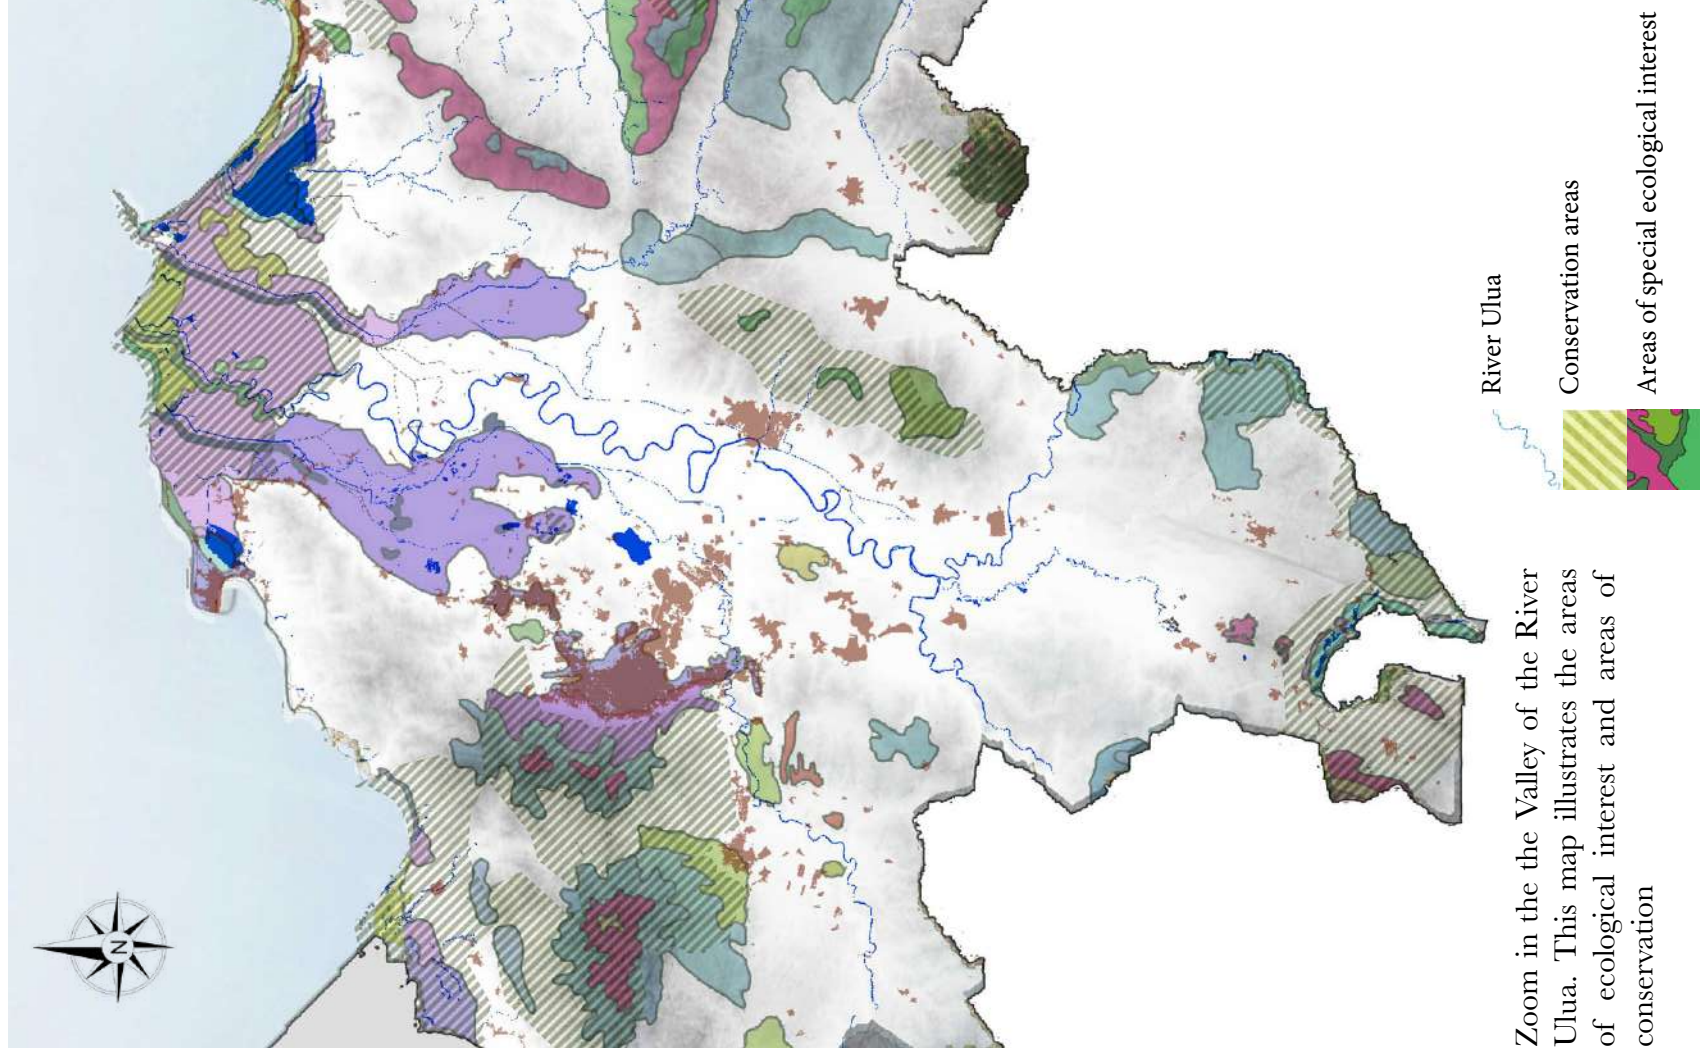 N
River Ulua
Conservation areas
Areas of special ecological interest
Zoom in the the Valley of the River
Ulua. This map illustrates the areas
of ecological interest and areas of
conservation